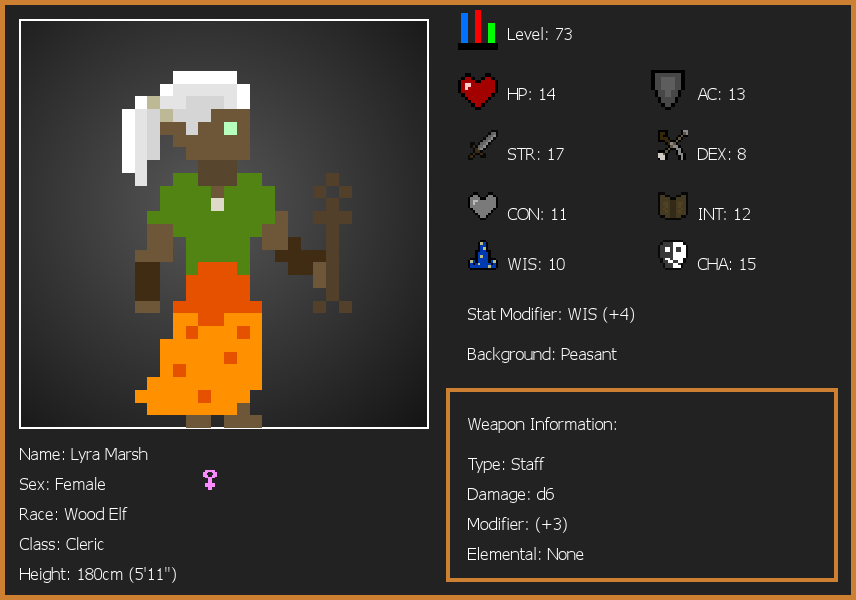 Level: 73
HP: 14
AC: 13
STR: 17
DEX: 8
CON: 11
INT: 12
WIS: 10
CHA: 15
Stat Modifier: WIS (+4)
Background: Peasant
Weapon Information:
Type: Staff
Damage: d6
Modifier: (+3)
Elemental: None
Name: Lyra Marsh
Sex: Female
Race: Wood Elf
Class: Cleric
Height: 180cm (5'11")